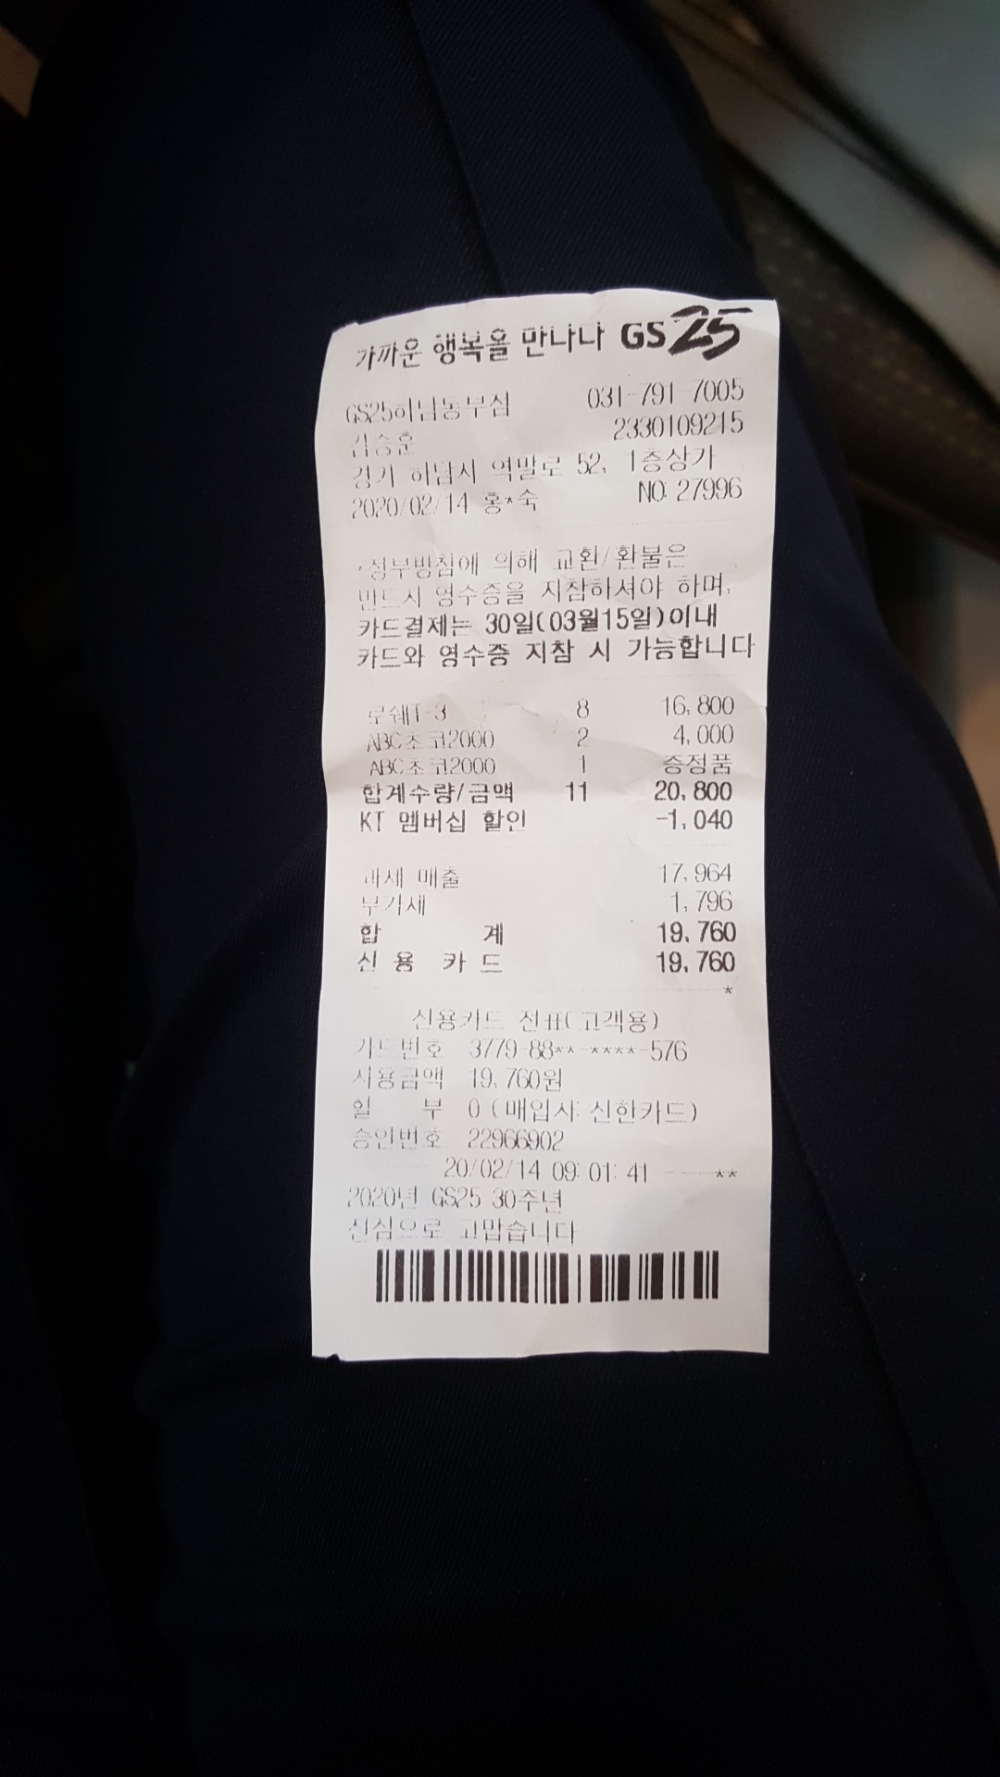 가까운 행복을 만나다 GS25
GS25하남동부점 031-791-7005
김승훈 2330109215
경기 하남시 역말로 52, 1층상가
2020/02/14 홍*숙 NO: 27996
*정부방침에 의해 교환/환불은
반드시 영수증을 지참하셔야 하며,
카드결제는 30일(03월15일)이내
카드와 영수증 지참 시 가능합니다
로쉐T-3 8 16,800
ABC초코2000 2 4,000
ABC초코2000 1 증정품
합계수량/금액 11 20,800
KT 멤버십 할인 -1,040
과세 매출 17,964
부가세 1,796
합 계 19,760
신 용 카 드 19,760
*
신용카드 전표(고객용)
카드번호 3779-88**-****-576
사용금액 19,760원
할 부 0 (매입사: 신한카드)
승인번호 22966902
20/02/14 09:01:41 **
2020년 GS25 30주년
진심으로 고맙습니다